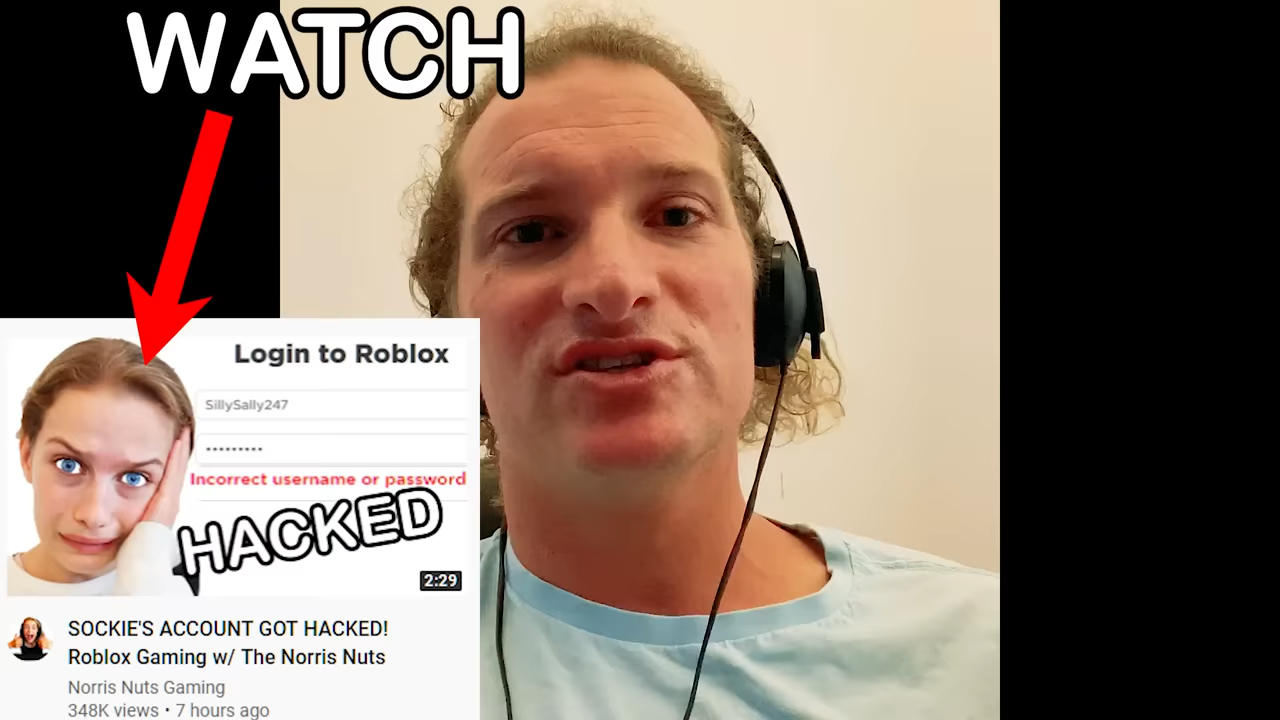 WATCH
Login to Roblox
SillySally247
•••••••••
Incorrect username or password
HACKED
2:29
SOCKIE'S ACCOUNT GOT HACKED!
Roblox Gaming w/ The Norris Nuts
Norris Nuts Gaming
348K views • 7 hours ago